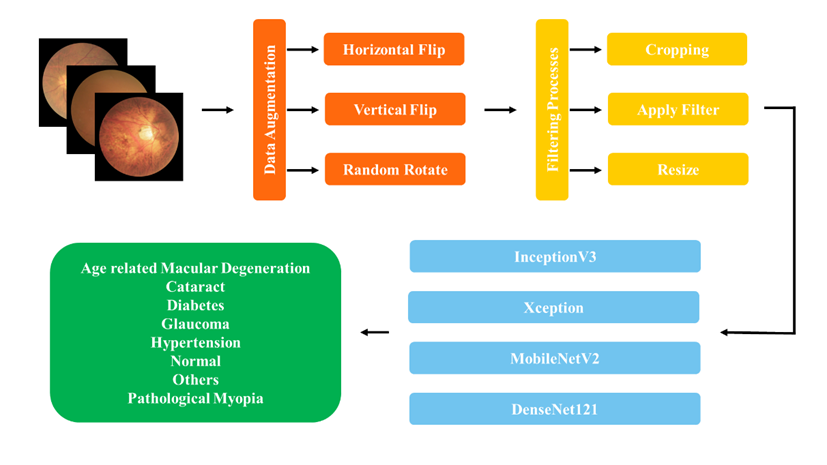 Data Augmentation
Horizontal Flip
Vertical Flip
Random Rotate
Filtering Processes
Cropping
Apply Filter
Resize
InceptionV3
Xception
MobileNetV2
DenseNet121
Age related Macular Degeneration
Cataract
Diabetes
Glaucoma
Hypertension
Normal
Others
Pathological Myopia